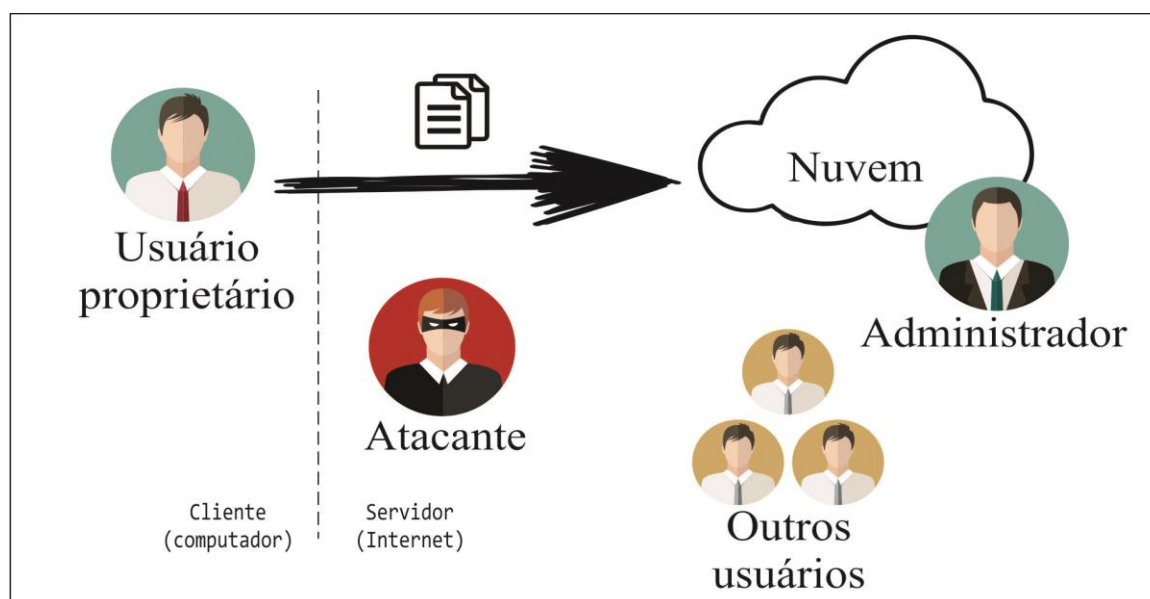 Usuário
proprietário
Nuvem
Administrador
Atacante
Cliente
(computador)
Servidor
(Internet)
Outros
usuários